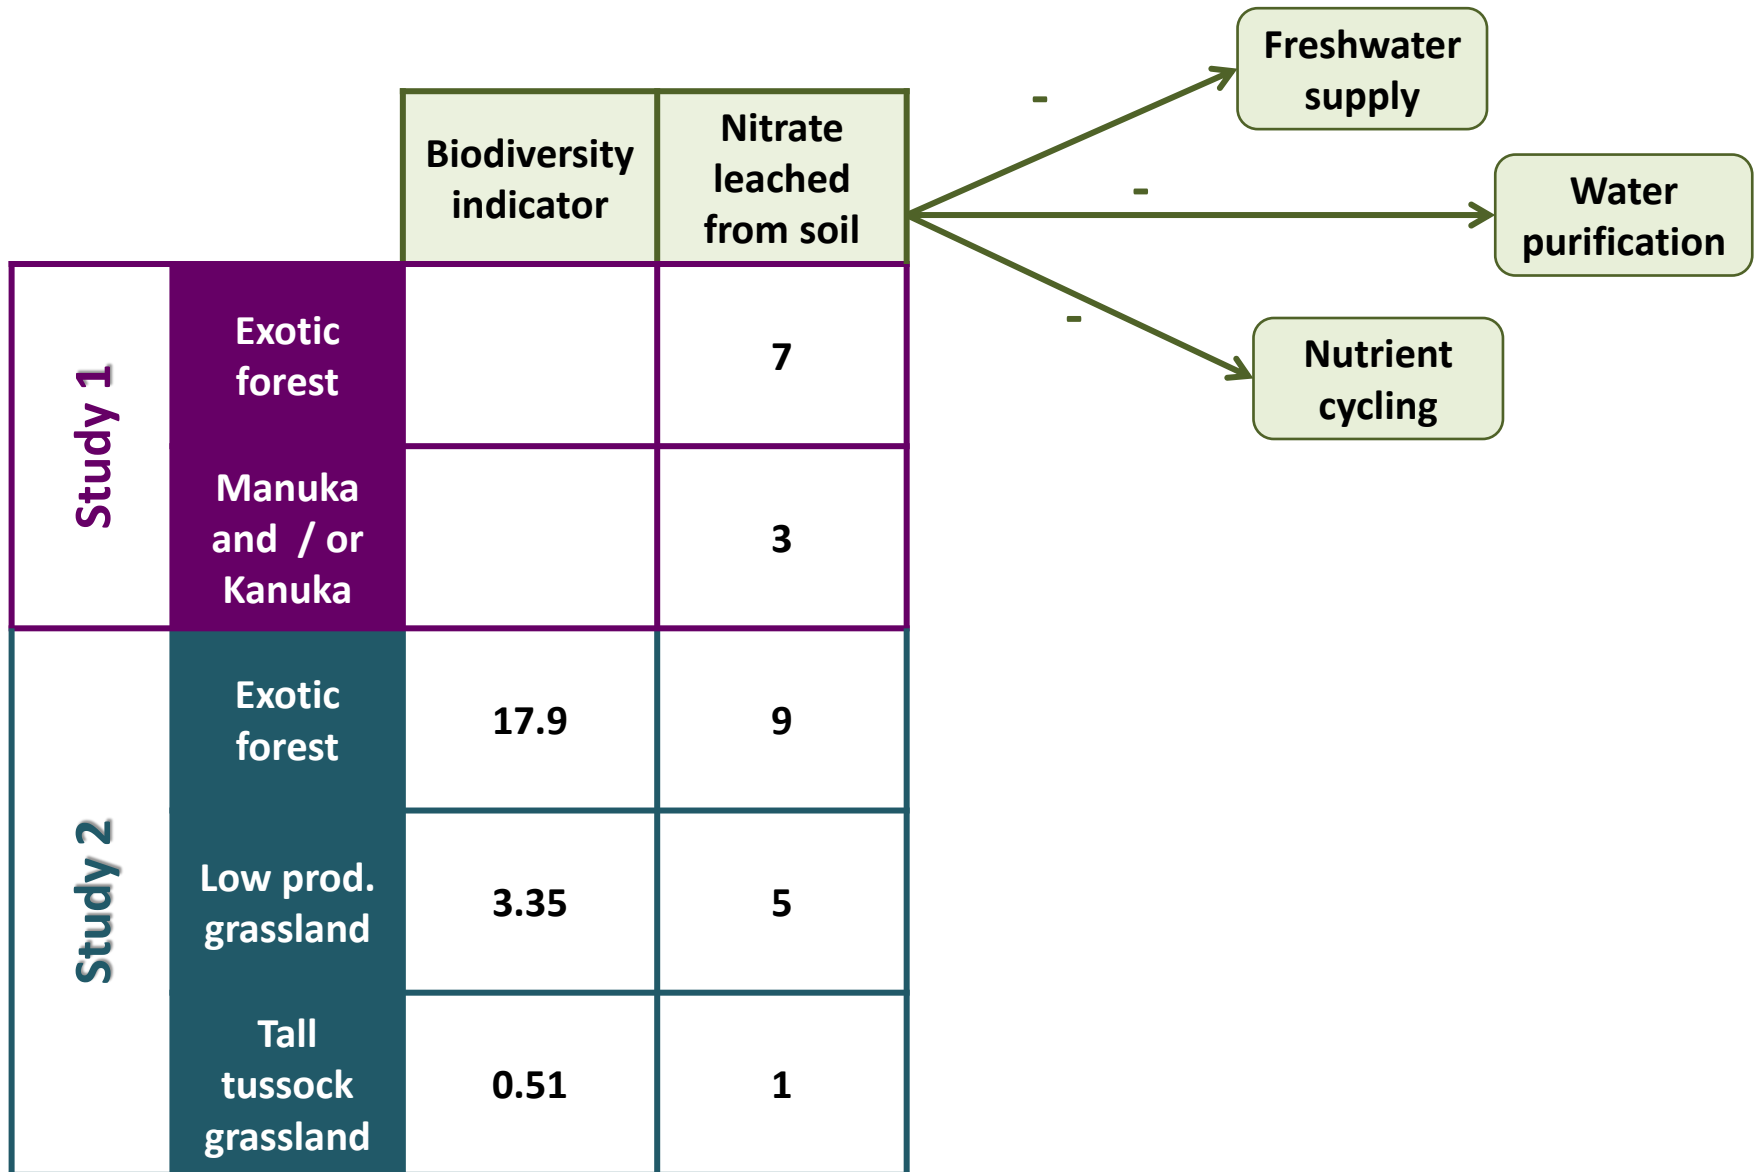 Freshwater
supply
-
Biodiversity
indicator
Nitrate
leached
from soil
-
Water
purification
-
Nutrient
cycling
Study 1
Exotic
forest
7
Manuka
and / or
Kanuka
3
Study 2
Exotic
forest
17.9
9
Low prod.
grassland
3.35
5
Tall
tussock
grassland
0.51
1